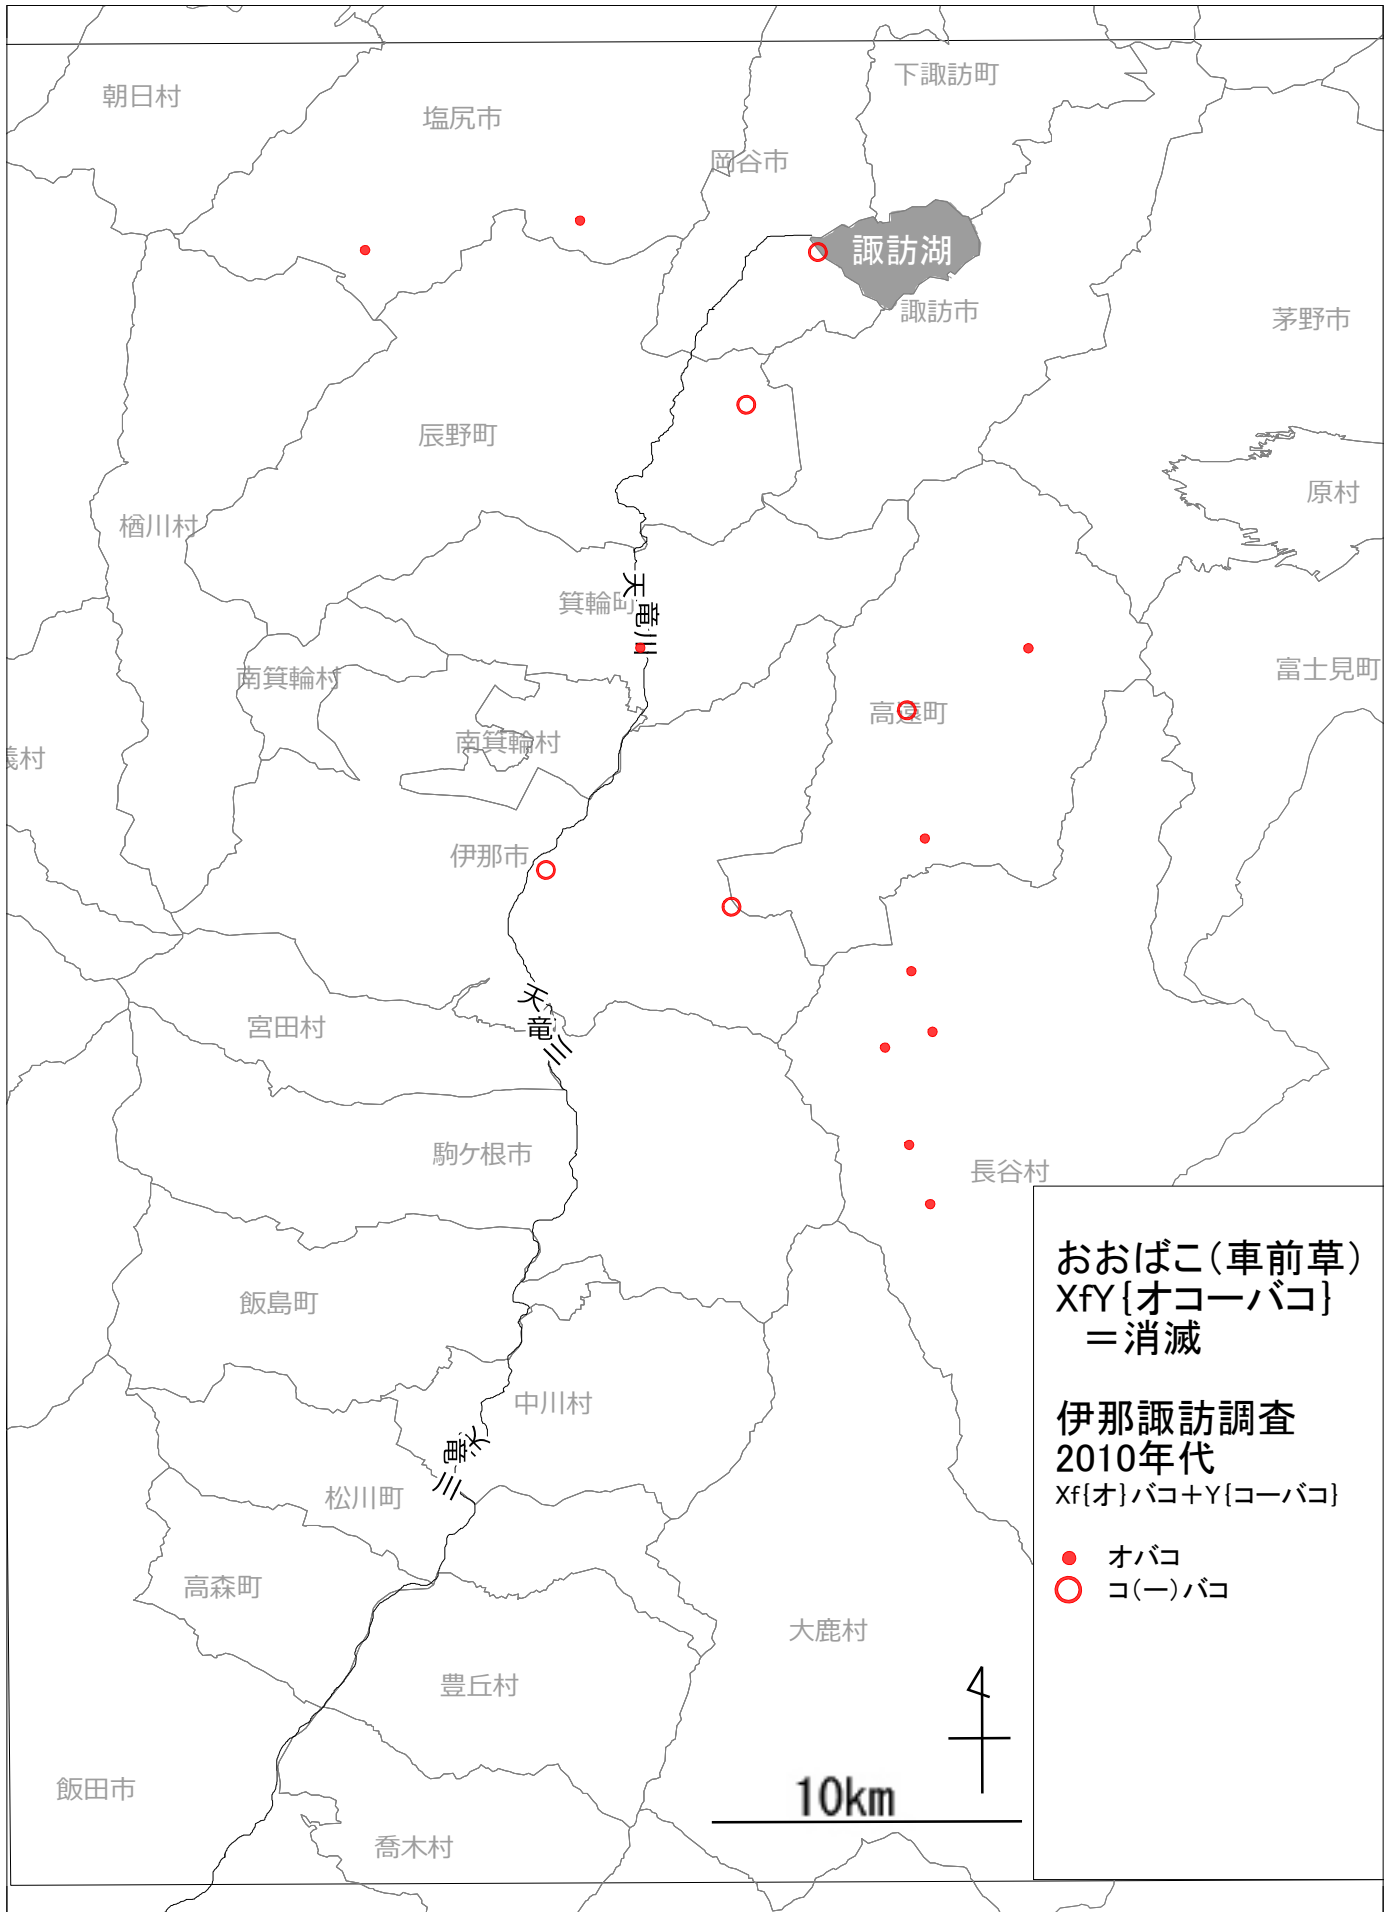 朝日村
塩尻市
下諏訪町
岡谷市
諏訪湖
諏訪市
茅野市
辰野町
原村
楢川村
天竜川
箕輪町
南箕輪村
富士見町
高遠町
南箕輪村
義村
伊那市
天竜川
宮田村
駒ケ根市
長谷村
飯島町
中川村
天竜川
松川町
高森町
大鹿村
豊丘村
飯田市
喬木村
10km
おおばこ（車前草）
XfY{オコーバコ}
＝消滅
伊那諏訪調査
2010年代
Xf{オ}バコ＋Y{コーバコ}
オバコ
コ（ー）バコ